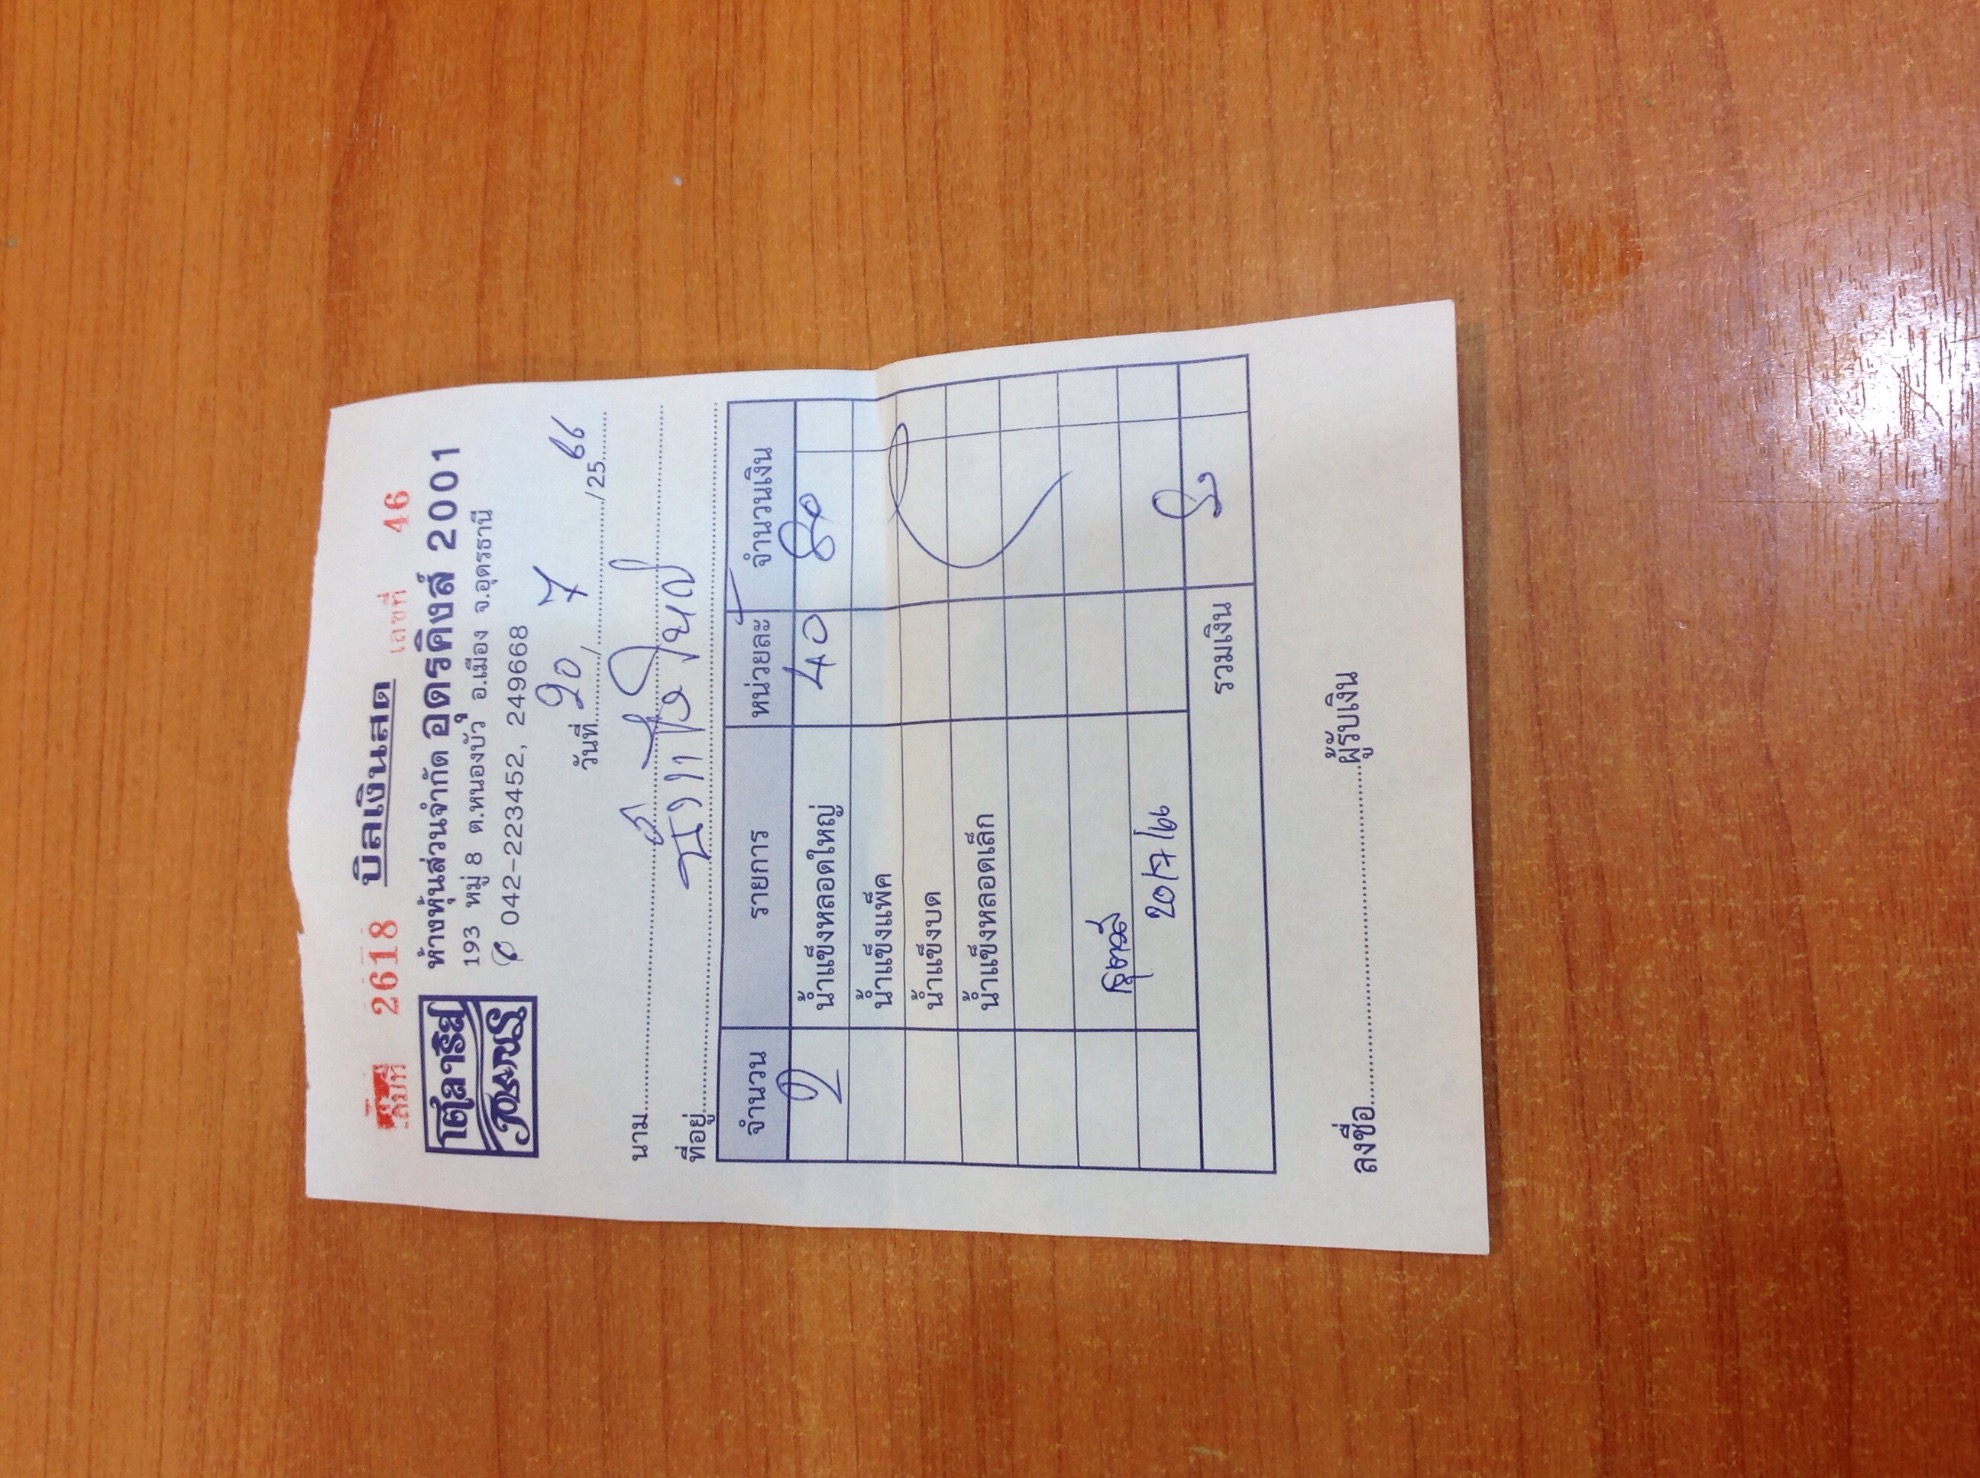 เล่มที่ 2618 บิลเงินสด เลขที่ 46
โตลาริส
POLARIS
ห้างหุ้นส่วนจำกัด อุดรคิงส์ 2001
193 หมู่ 8 ต.หนองบัว อ.เมือง จ.อุดรธานี
✆ 042-223452, 249668
วันที่ 20/ 7 /2566
นาม
ที่อยู่
จำนวน รายการ หน่วยละ จำนวนเงิน
2 น้ำแข็งหลอดใหญ่ 40 80
น้ำแข็งแพ็ค
น้ำแข็งบด
น้ำแข็งหลอดเล็ก
20/7/66
รวมเงิน
ลงชื่อ ผู้รับเงิน